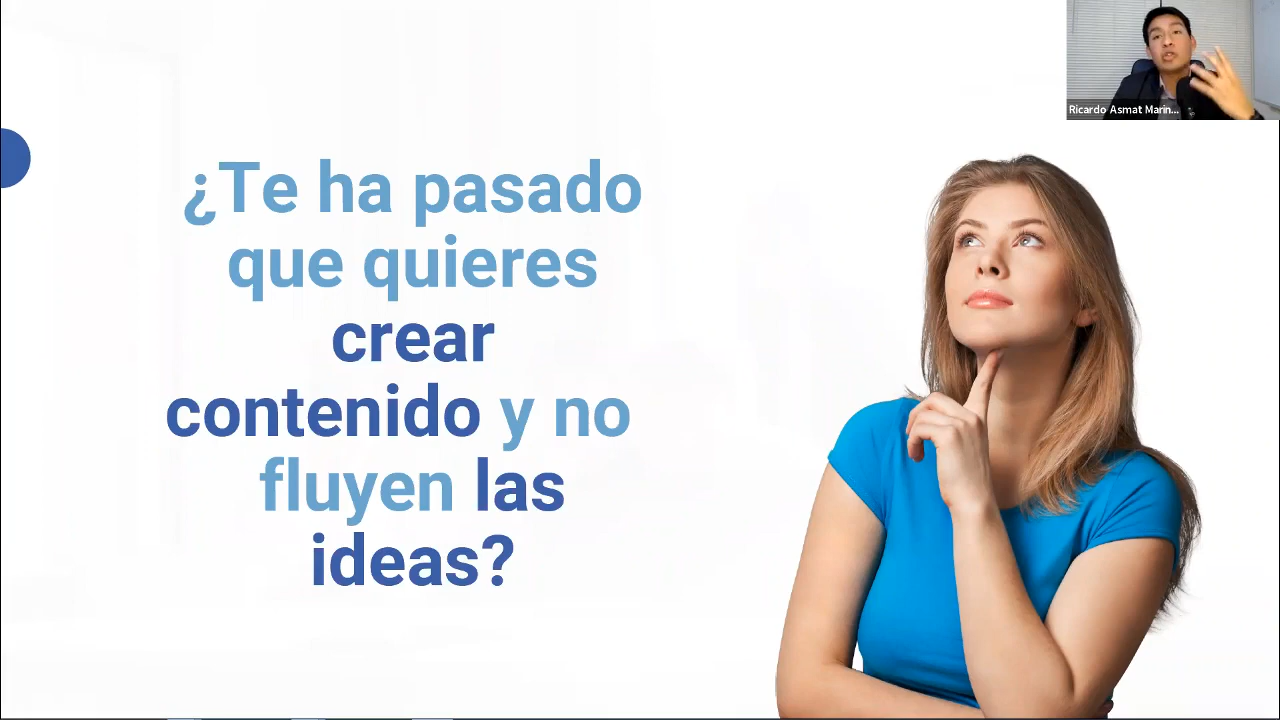 Ricardo Asmat Marin...
¿Te ha pasado
que quieres
crear
contenido y no
fluyen las
ideas?